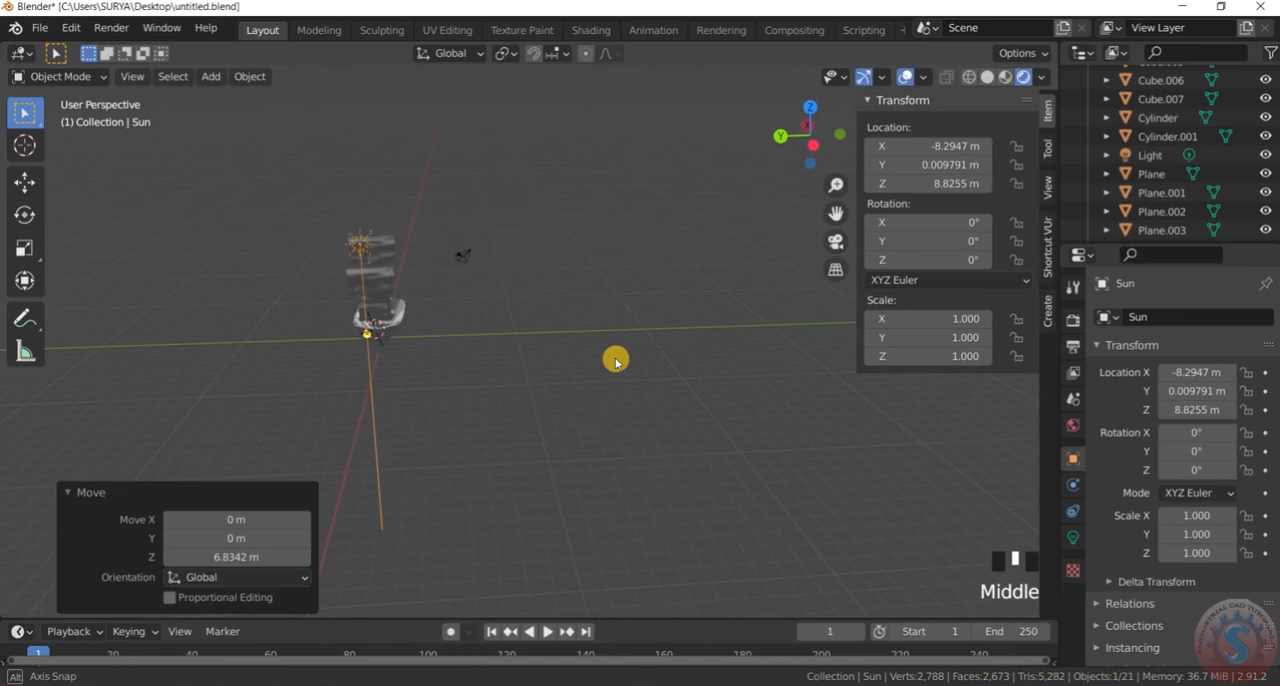 Blender* [C:\Users\SURYA\Desktop\untitled.blend]
File Edit Render Window Help Layout Modeling Sculpting UV Editing Texture Paint Shading Animation Rendering Compositing Scripting Scene View Layer
Global Options
Object Mode View Select Add Object
User Perspective
(1) Collection | Sun
Z
Y
X
Transform
Location:
X -8.2947 m
Y 0.009791 m
Z 8.8255 m
Rotation:
X 0°
Y 0°
Z 0°
XYZ Euler
Scale:
X 1.000
Y 1.000
Z 1.000
Item
Tool
View
Shortcut VUr
Create
Cube.006
Cube.007
Cylinder
Cylinder.001
Light
Plane
Plane.001
Plane.002
Plane.003
Sun
Sun
Transform
Location X -8.2947 m
Y 0.009791 m
Z 8.8255 m
Rotation X 0°
Y 0°
Z 0°
Mode XYZ Euler
Scale X 1.000
Y 1.000
Z 1.000
Delta Transform
Relations
Collections
Instancing
Move
Move X 0 m
Y 0 m
Z 6.8342 m
Orientation Global
Proportional Editing
Middle
Playback Keying View Marker 1 Start 1 End 250
1 20 80 100 120 140 160 200 220 240
Alt Axis Snap
Collection | Sun | Verts:2,788 | Faces:2,673 | Tris:5,282 | Objects:1/21 | Memory: 36.7 MiB | 2.91.2